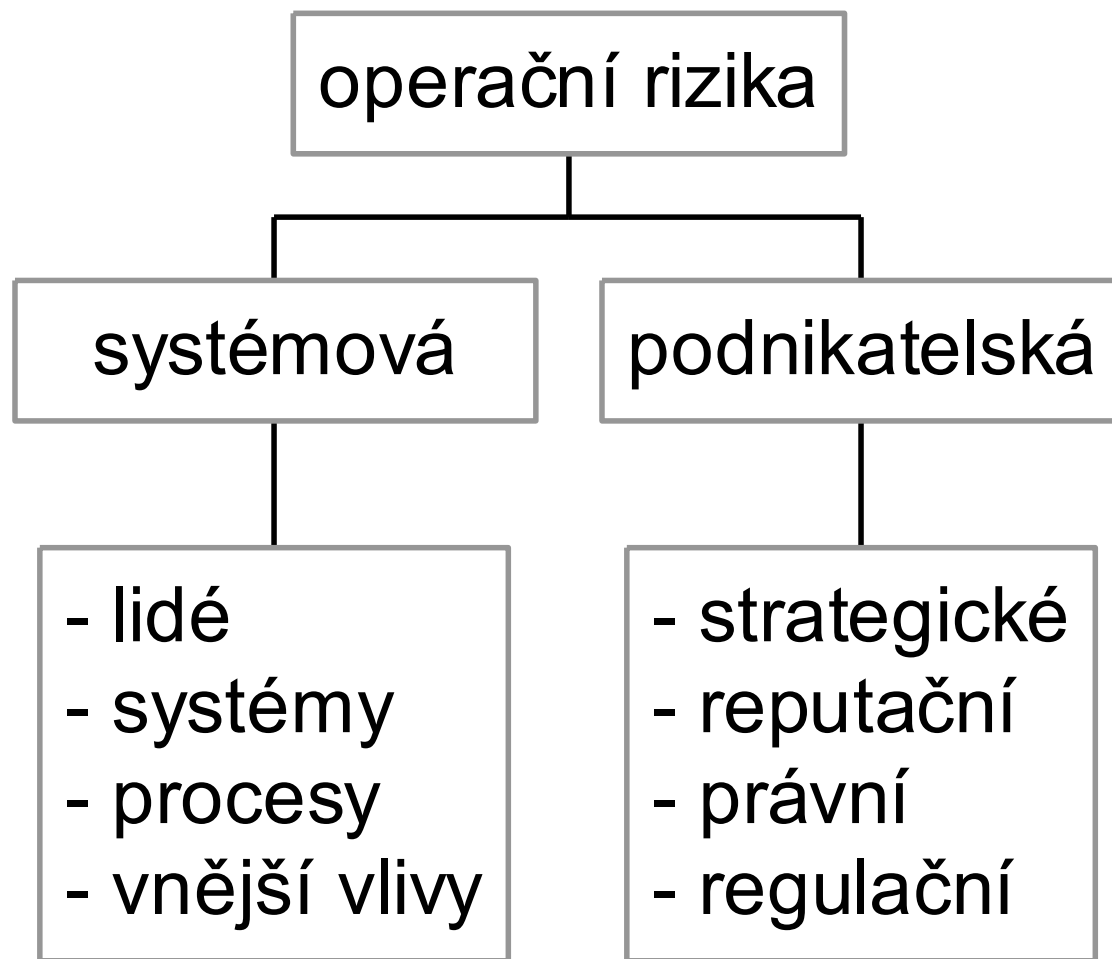 operační rizika
systémová
podnikatelská
- lidé
- systémy
- procesy
- vnější vlivy
- strategické
- reputační
- právní
- regulační